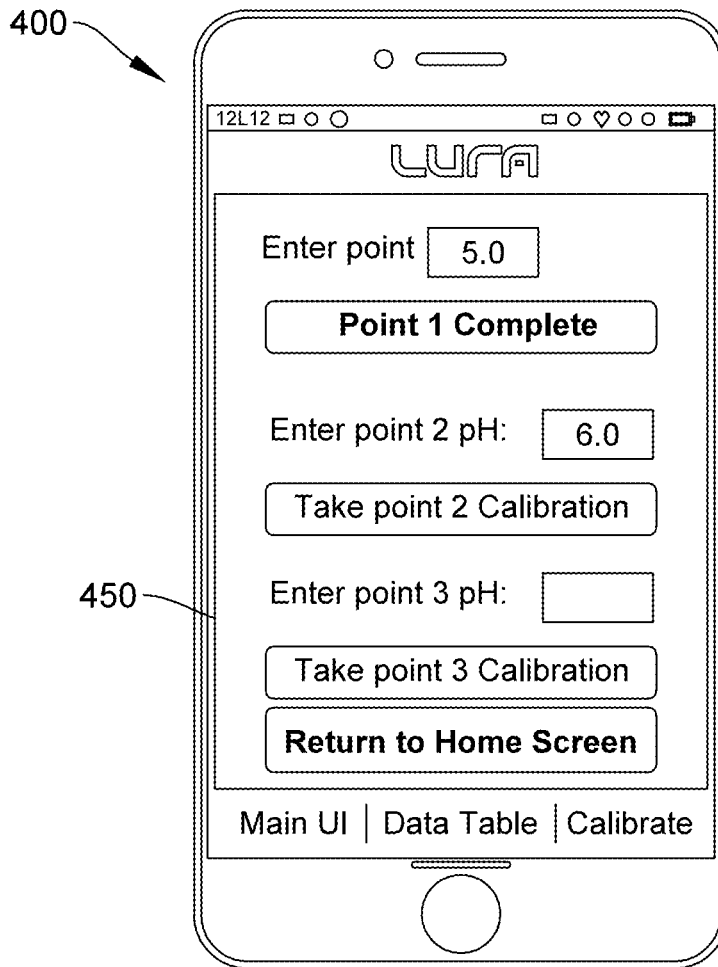 400
12L12
LURA
Enter point 5.0
Point 1 Complete
Enter point 2 pH: 6.0
Take point 2 Calibration
450
Enter point 3 pH:
Take point 3 Calibration
Return to Home Screen
Main UI | Data Table | Calibrate